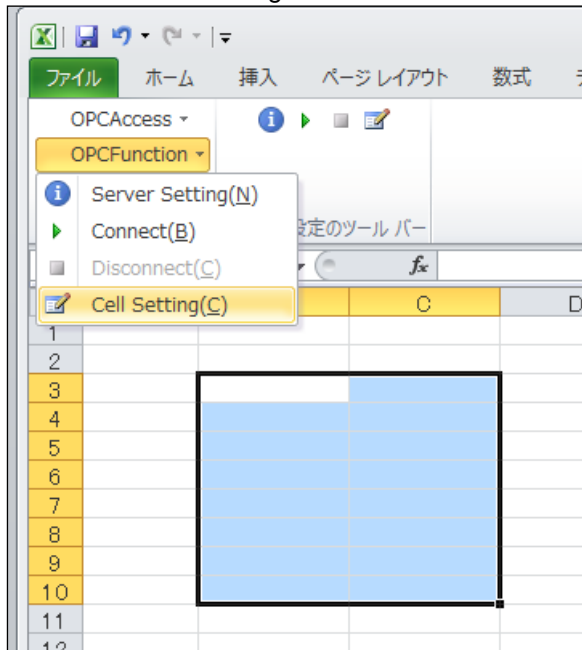 ファイル ホーム 挿入 ページ レイアウト 数式
OPCAccess
OPCFunction
Server Setting(N)
Connect(B)
設定のツール バー
Disconnect(C)
fx
Cell Setting(C)
C D
1
2
3
4
5
6
7
8
9
10
11